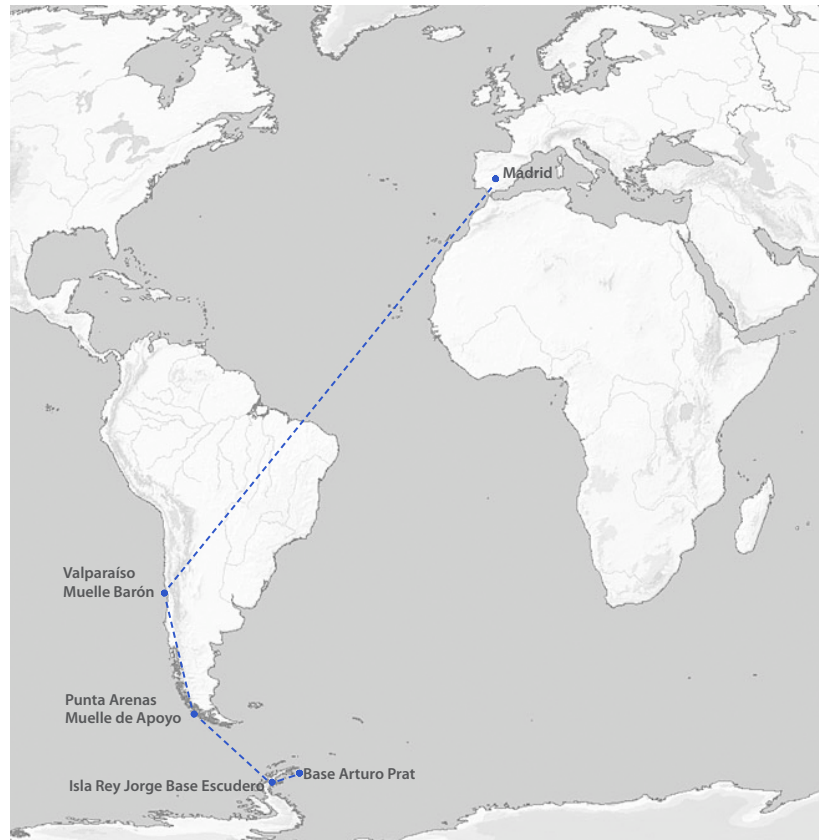 Madrid
Valparaíso
Muelle Barón
Punta Arenas
Muelle de Apoyo
Isla Rey Jorge Base Escudero
Base Arturo Prat